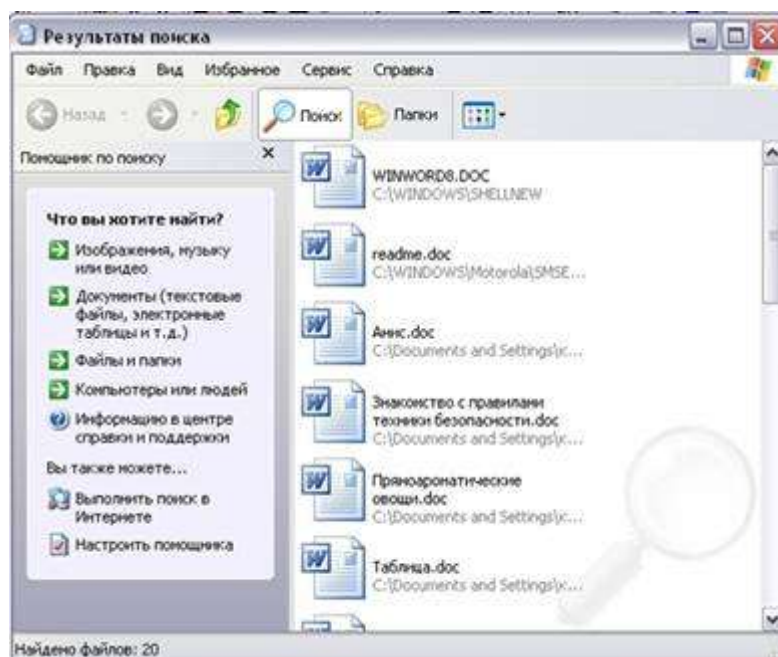 Результаты поиска
Файл Правка Вид Избранное Сервис Справка
Назад Поиск Папки
Помощник по поиску
Что вы хотите найти?
Изображения, музыку
или видео
Документы (текстовые
файлы, электронные
таблицы и т.д.)
Файлы и папки
Компьютеры или людей
Информацию в центре
справки и поддержки
Вы также можете...
Выполнить поиск в
Интернете
Настроить помощника
WINWORD8.DOC
C:\WINDOWS\SHELLNEW
readme.doc
C:\WINDOWS\Motorola\SMSE...
Анис.doc
C:\Documents and Settings\с...
Знакомство с правилами
техники безопасности.doc
C:\Documents and Settings\с...
Пряноароматические
овощи.doc
C:\Documents and Settings\с...
Таблица.doc
C:\Documents and Settings\с...
Найдено файлов: 20